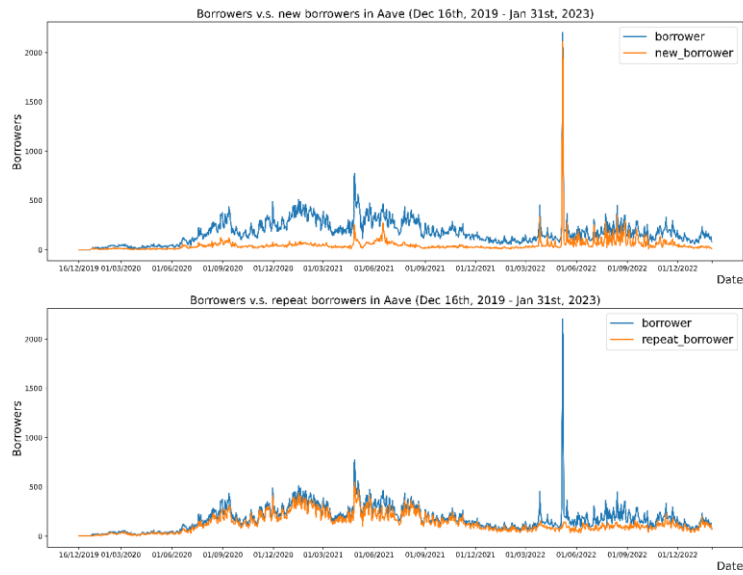 Borrowers v.s. new borrowers in Aave (Dec 16th, 2019 - Jan 31st, 2023)
borrower
new_borrower
2000
1500
1000
500
0
Borrowers
16/12/2019 01/03/2020 01/06/2020 01/09/2020 01/12/2020 01/03/2021 01/06/2021 01/09/2021 01/12/2021 01/03/2022 01/06/2022 01/09/2022 01/12/2022
Date
Borrowers v.s. repeat borrowers in Aave (Dec 16th, 2019 - Jan 31st, 2023)
borrower
repeat_borrower
2000
1500
1000
500
0
Borrowers
16/12/2019 01/03/2020 01/06/2020 01/09/2020 01/12/2020 01/03/2021 01/06/2021 01/09/2021 01/12/2021 01/03/2022 01/06/2022 01/09/2022 01/12/2022
Date